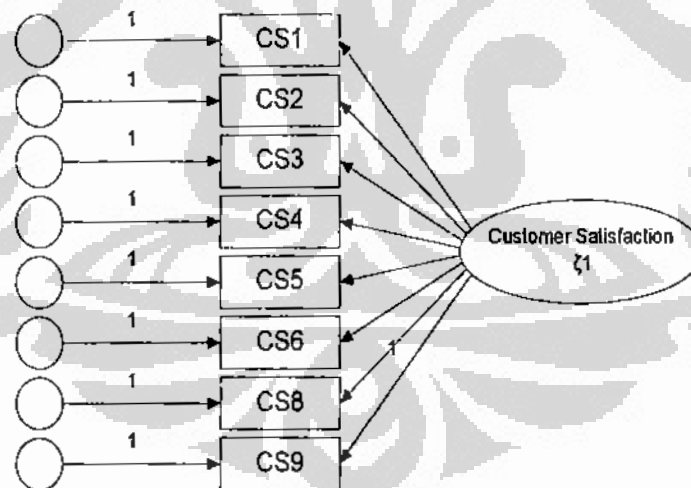 1 CS1
1 CS2
1 CS3
1 CS4
1 CS5
1 CS6
1 CS8
1 CS9
Customer Satisfaction
ζ1
1